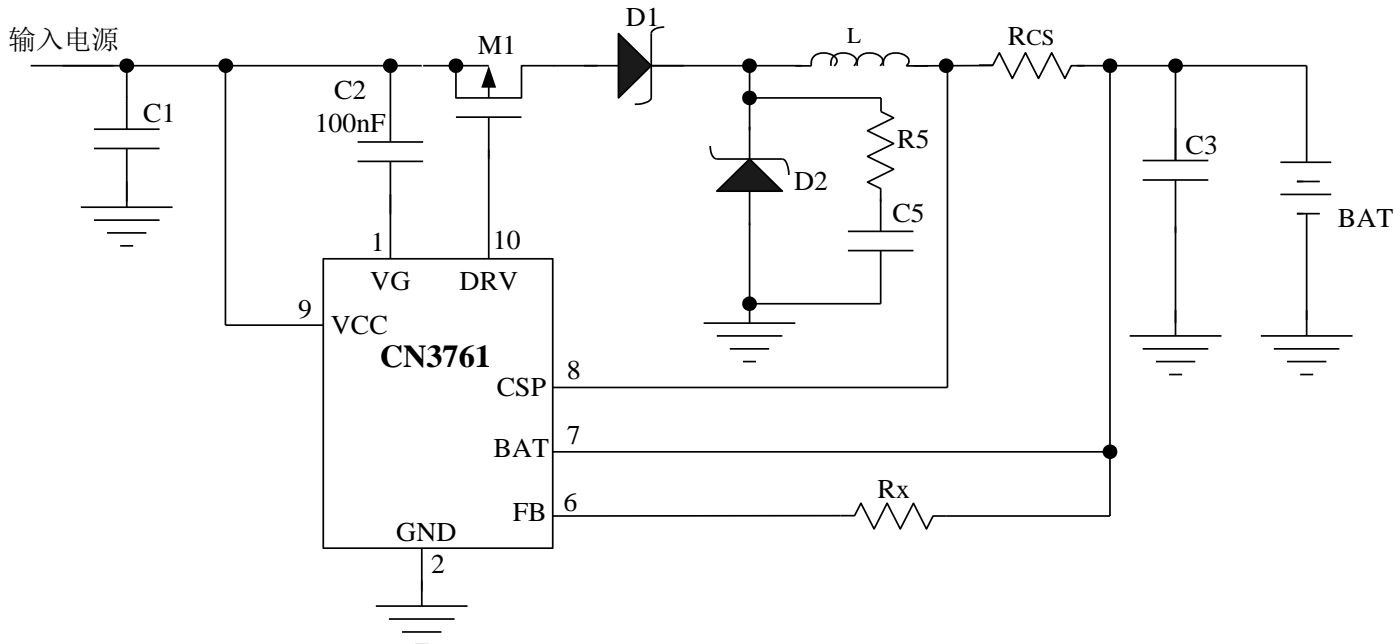 输入电源
D1
M1
L
RCS
C2
100nF
C1
R5
C3
D2
C5
BAT
1
10
VG
DRV
9
VCC
CN3761
8
CSP
7
BAT
Rx
6
FB
GND
2